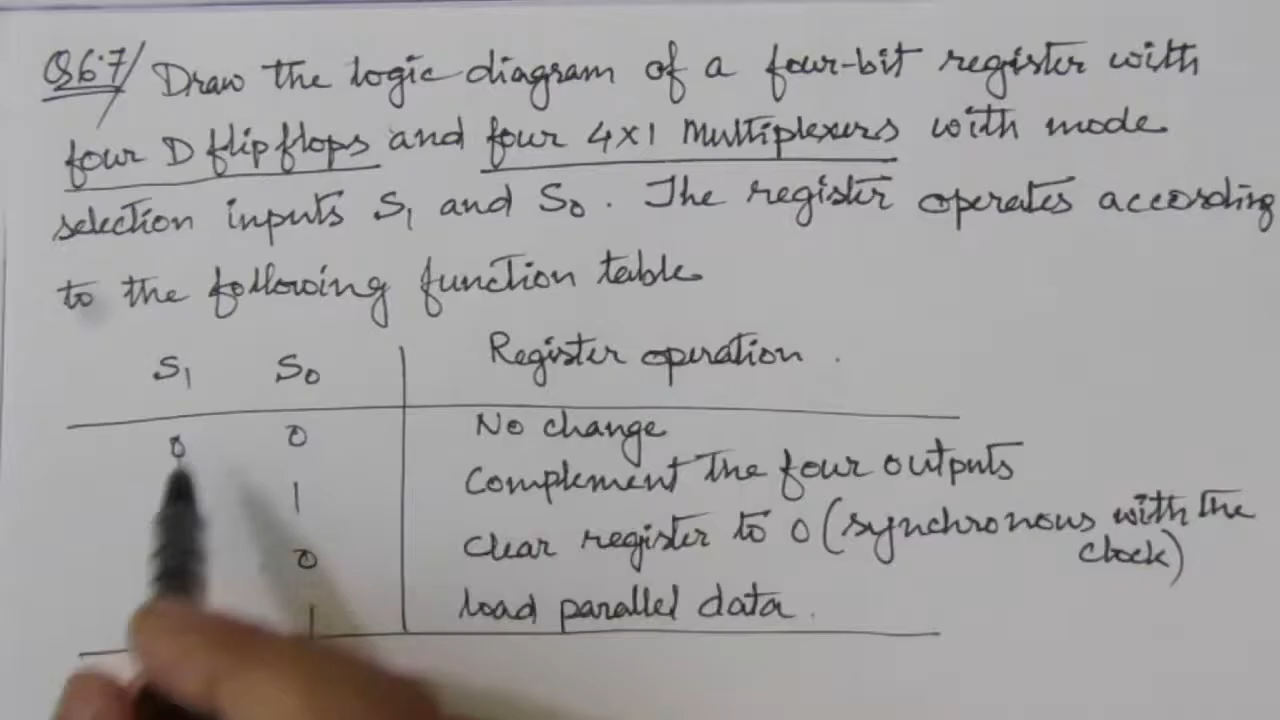 Q6.7/ Draw the logic diagram of a four-bit register with
four D flipflops and four 4x1 Multiplexers with mode
selection inputs S1 and S0. The register operates according
to the following function table
S1 S0 Register operation.
0 0 No change
1 Complement the four outputs
0 Clear register to 0 (synchronous with the
clock)
1 Load parallel data.